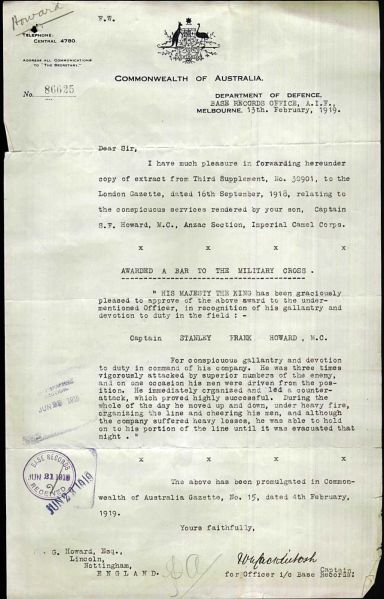 Howard
F.W.
TELEPHONE:
CENTRAL 4780.
ADDRESS ALL COMMUNICATIONS
TO "THE SECRETARY."
COMMONWEALTH OF AUSTRALIA.
No. 86625
DEPARTMENT OF DEFENCE.
BASE RECORDS OFFICE, A.I.F.,
MELBOURNE. 13th. February, 1919.
Dear Sir,
I have much pleasure in forwarding hereunder
copy of extract from Third Supplement, No. 30901, to the
London Gazette, dated 16th September, 1918, relating to
the conspicuous services rendered by your son, Captain
S.F. Howard, M.C., Anzac Section, Imperial Camel Corps.
x x x x
AWARDED A BAR TO THE MILITARY CROSS.
" HIS MAJESTY THE KING has been graciously
pleased to approve of the above award to the under-
mentioned Officer, in recognition of his gallantry and
devotion to duty in the field : -
Captain STANLEY FRANK HOWARD, M.C.
For conspicuous gallantry and devotion
to duty in command of his company. He was three times
vigorously attacked by superior numbers of the enemy,
and on one occasion his men were driven from the pos-
ition. He immediately organized and led a counter-
attack, which proved highly successful. During the
whole of the day he moved up and down, under heavy fire,
organizing the line and cheering his men, and although
the company suffered heavy losses, he was able to hold
on to his portion of the line until it was evacuated that
night . "
x x x x
The above has been promulgated in Common-
wealth of Australia Gazette, No. 15, dated 4th February,
1919.
Yours faithfully,
BASE RECORDS
JUN 21 1919
RECEIVED
JUN 23 1919
G. Howard, Esq.,
Lincoln,
Nottingham,
ENGLAND.
Captain,
for Officer i/c Base Records.